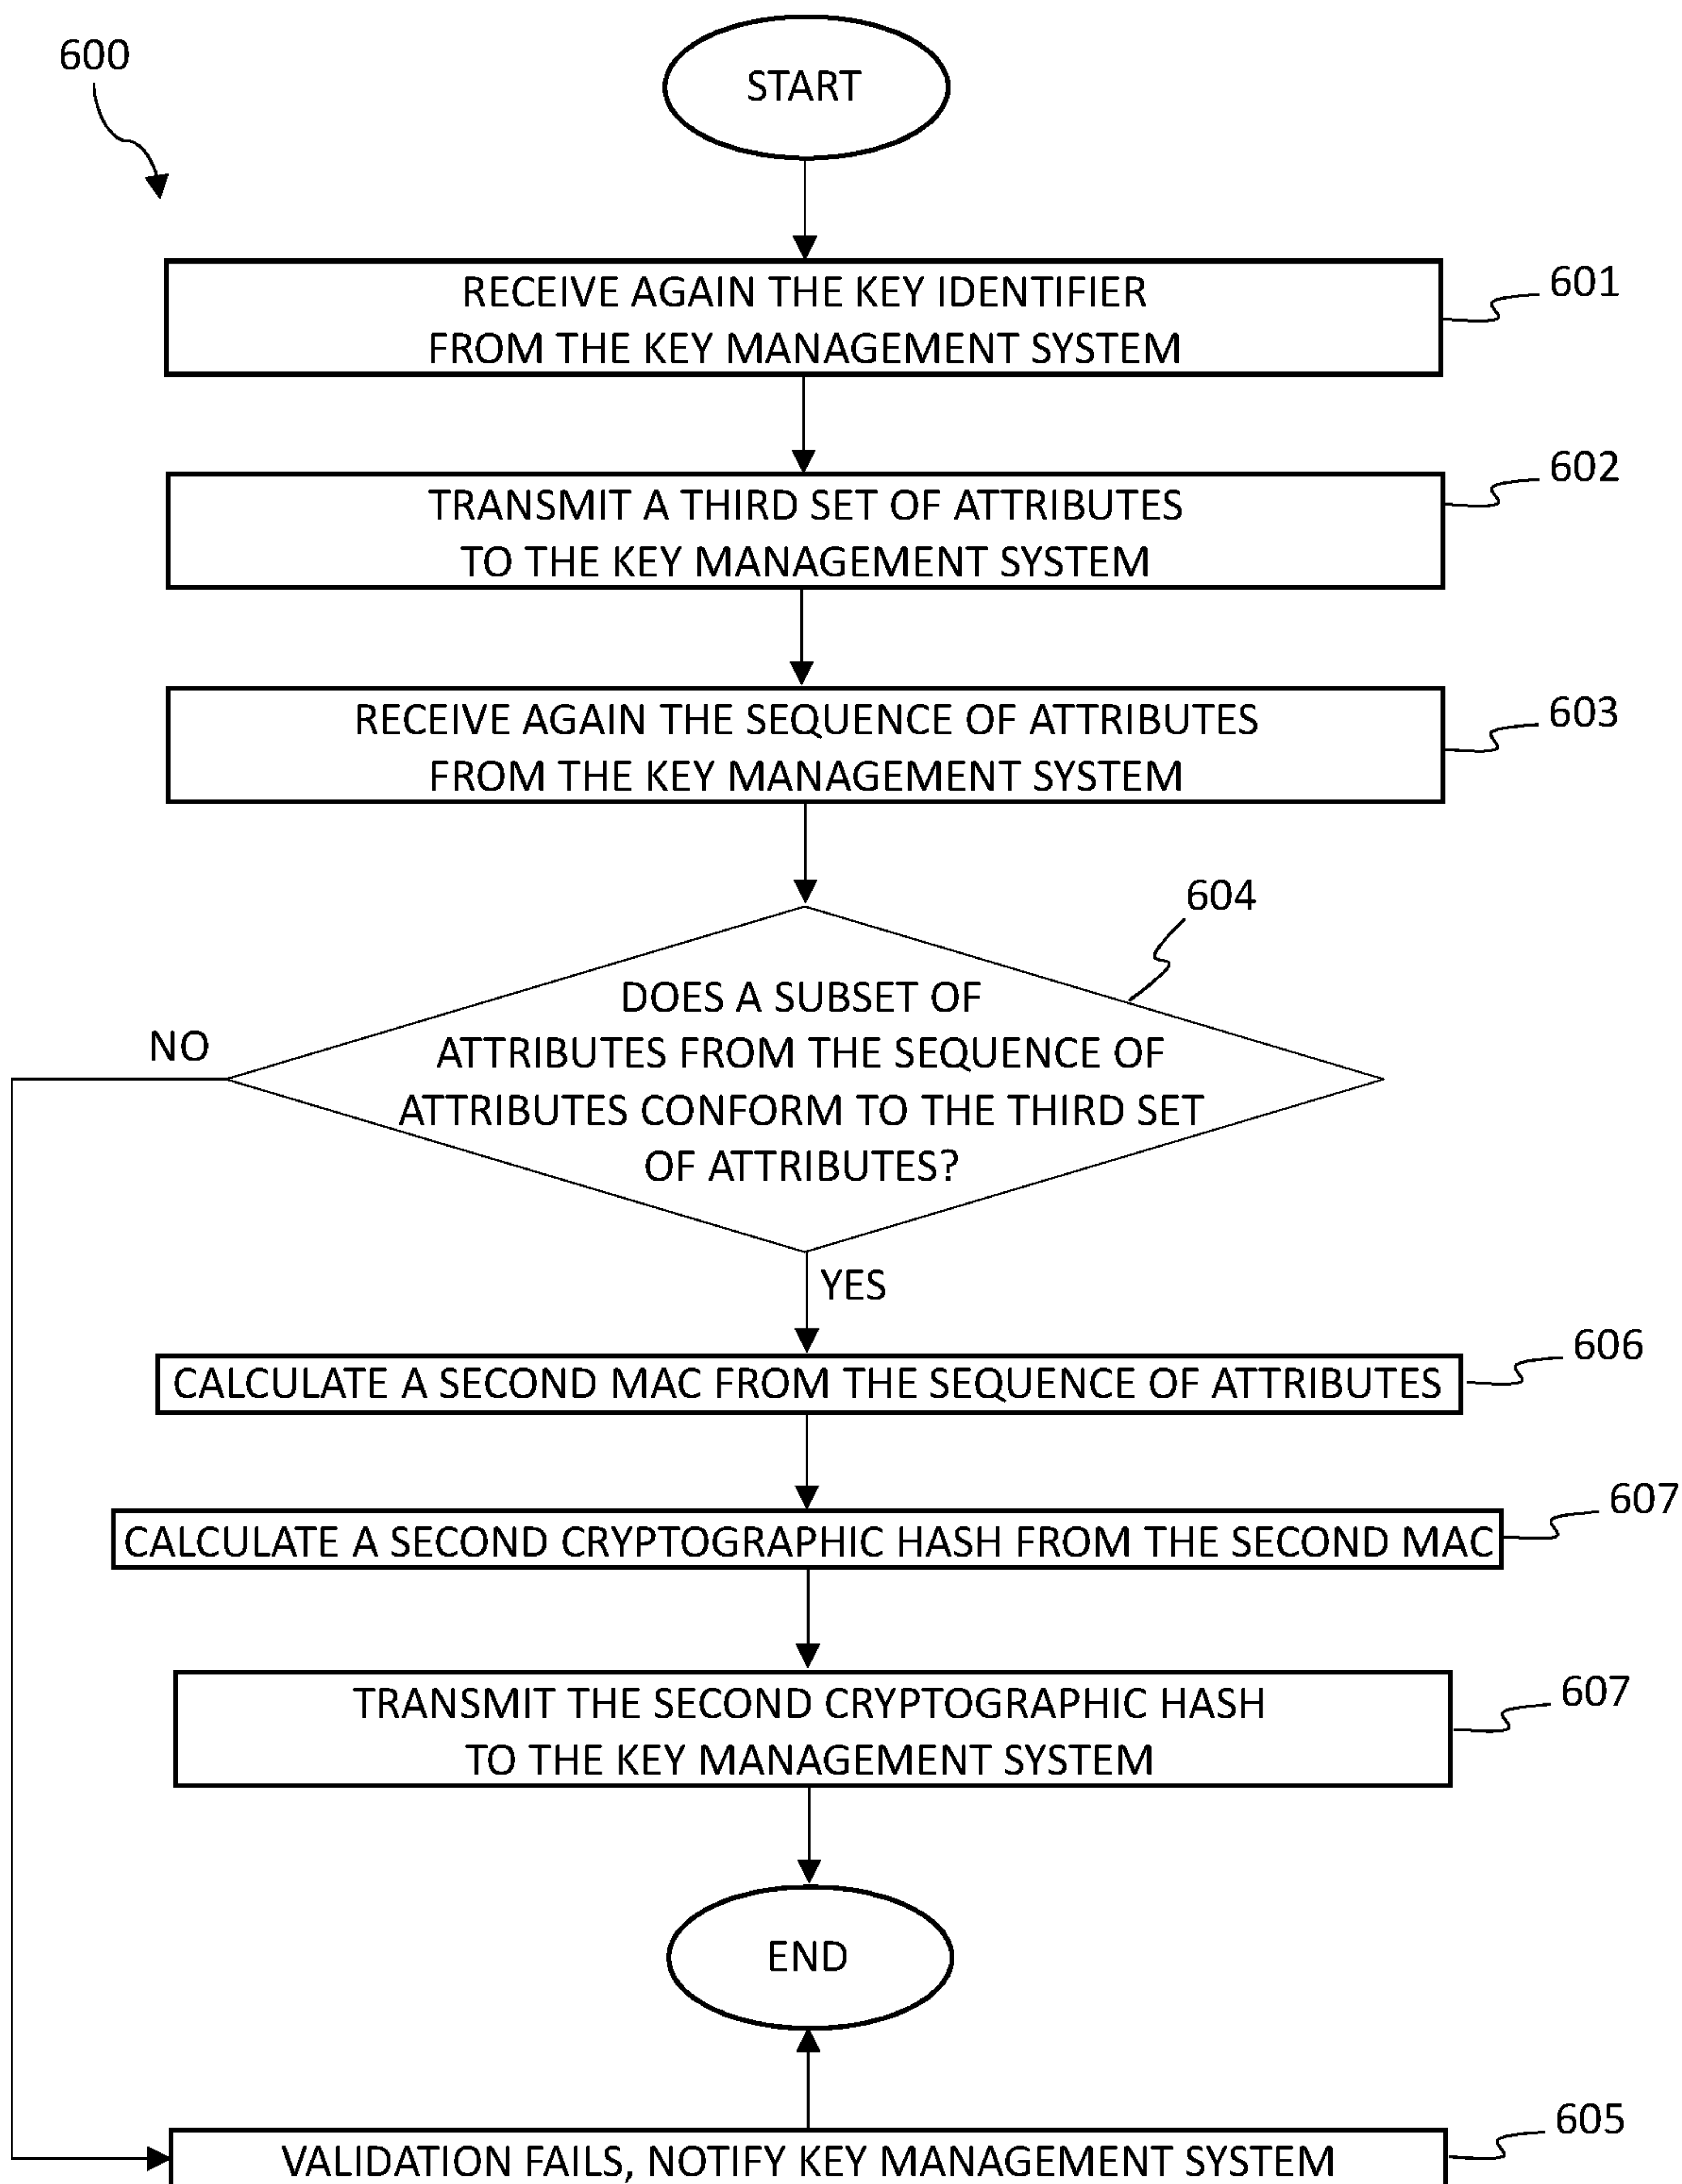 600
START
RECEIVE AGAIN THE KEY IDENTIFIER
FROM THE KEY MANAGEMENT SYSTEM
601
TRANSMIT A THIRD SET OF ATTRIBUTES
TO THE KEY MANAGEMENT SYSTEM
602
RECEIVE AGAIN THE SEQUENCE OF ATTRIBUTES
FROM THE KEY MANAGEMENT SYSTEM
603
604
DOES A SUBSET OF
ATTRIBUTES FROM THE SEQUENCE OF
ATTRIBUTES CONFORM TO THE THIRD SET
OF ATTRIBUTES?
NO
YES
CALCULATE A SECOND MAC FROM THE SEQUENCE OF ATTRIBUTES
606
CALCULATE A SECOND CRYPTOGRAPHIC HASH FROM THE SECOND MAC
607
TRANSMIT THE SECOND CRYPTOGRAPHIC HASH
TO THE KEY MANAGEMENT SYSTEM
607
END
VALIDATION FAILS, NOTIFY KEY MANAGEMENT SYSTEM
605